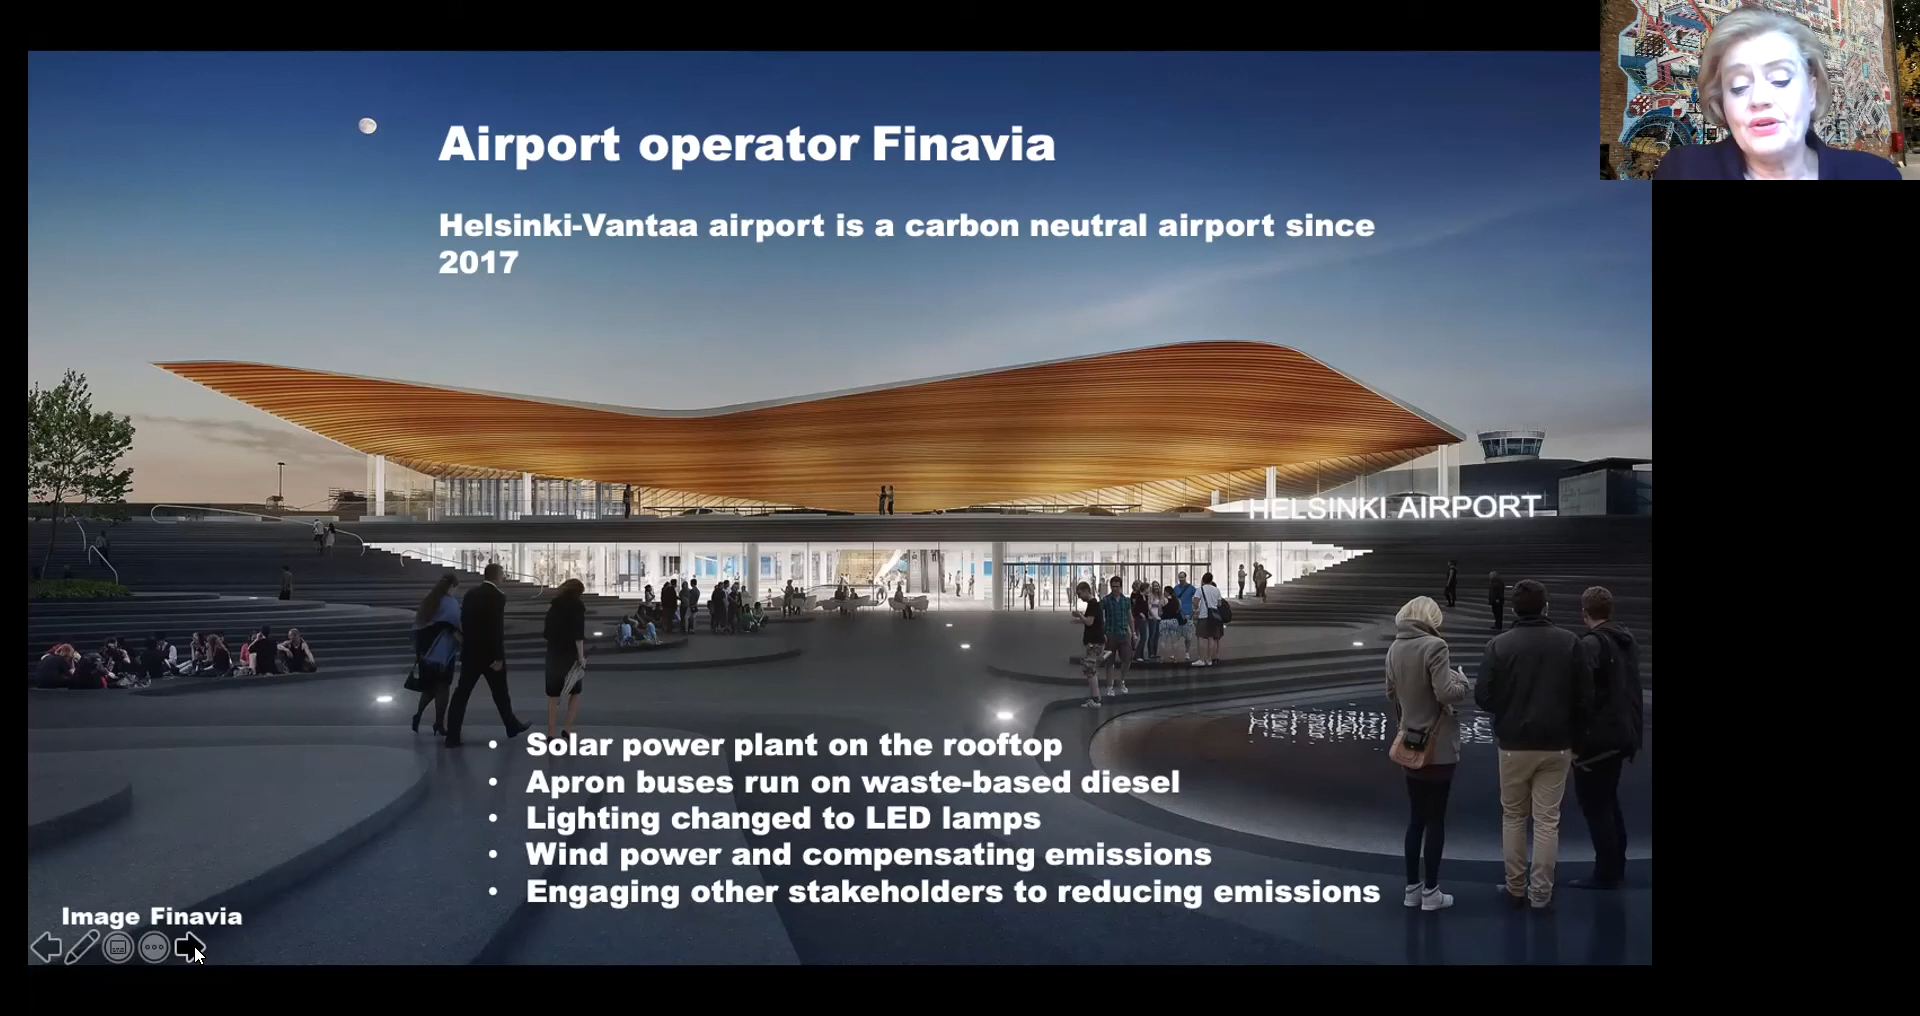 Airport operator Finavia
Helsinki-Vantaa airport is a carbon neutral airport since
2017
HELSINKI AIRPORT
• Solar power plant on the rooftop
• Apron buses run on waste-based diesel
• Lighting changed to LED lamps
• Wind power and compensating emissions
• Engaging other stakeholders to reducing emissions
Image Finavia